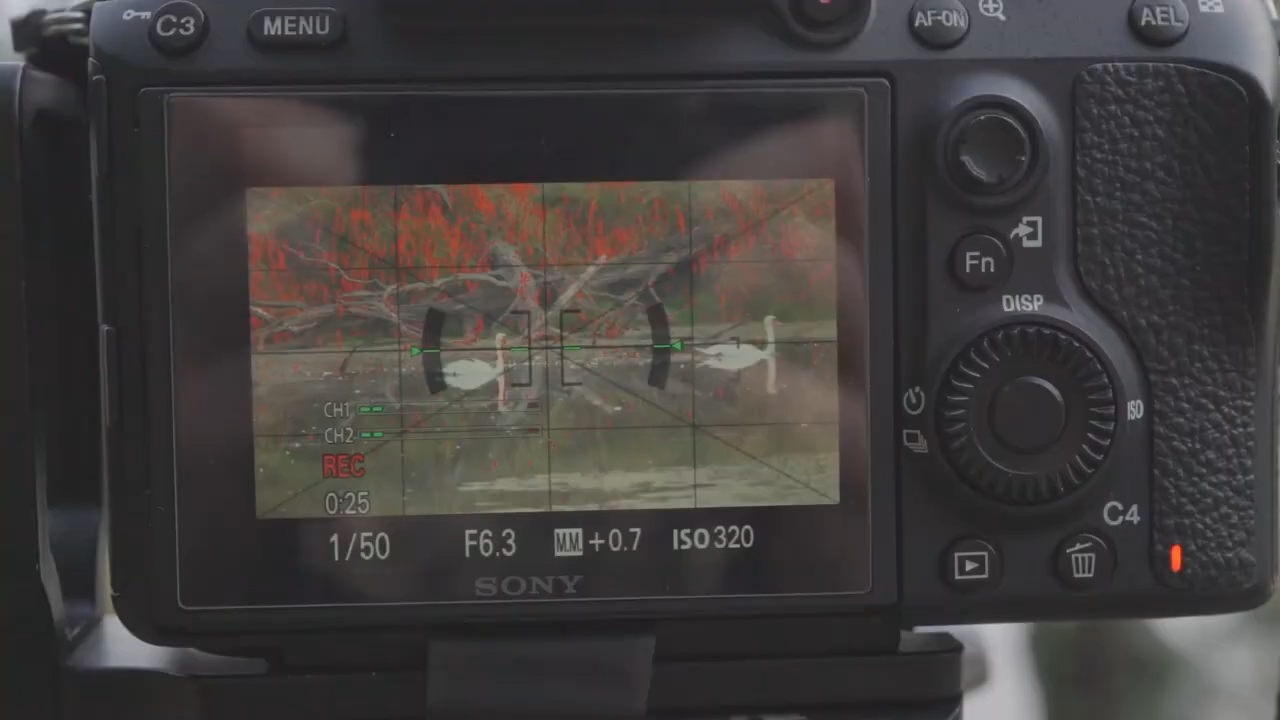 C3 MENU AF-ON AEL
Fn
DISP
CH1
CH2
REC
0:25
1/50 F6.3 M.M. +0.7 ISO 320
ISO
C4
SONY